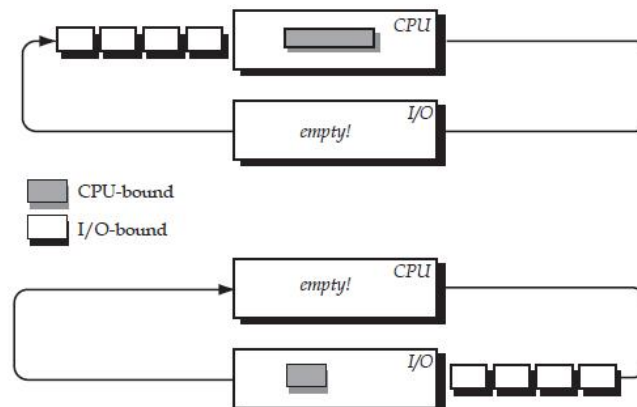 CPU
I/O
empty!
CPU-bound
I/O-bound
CPU
empty!
I/O